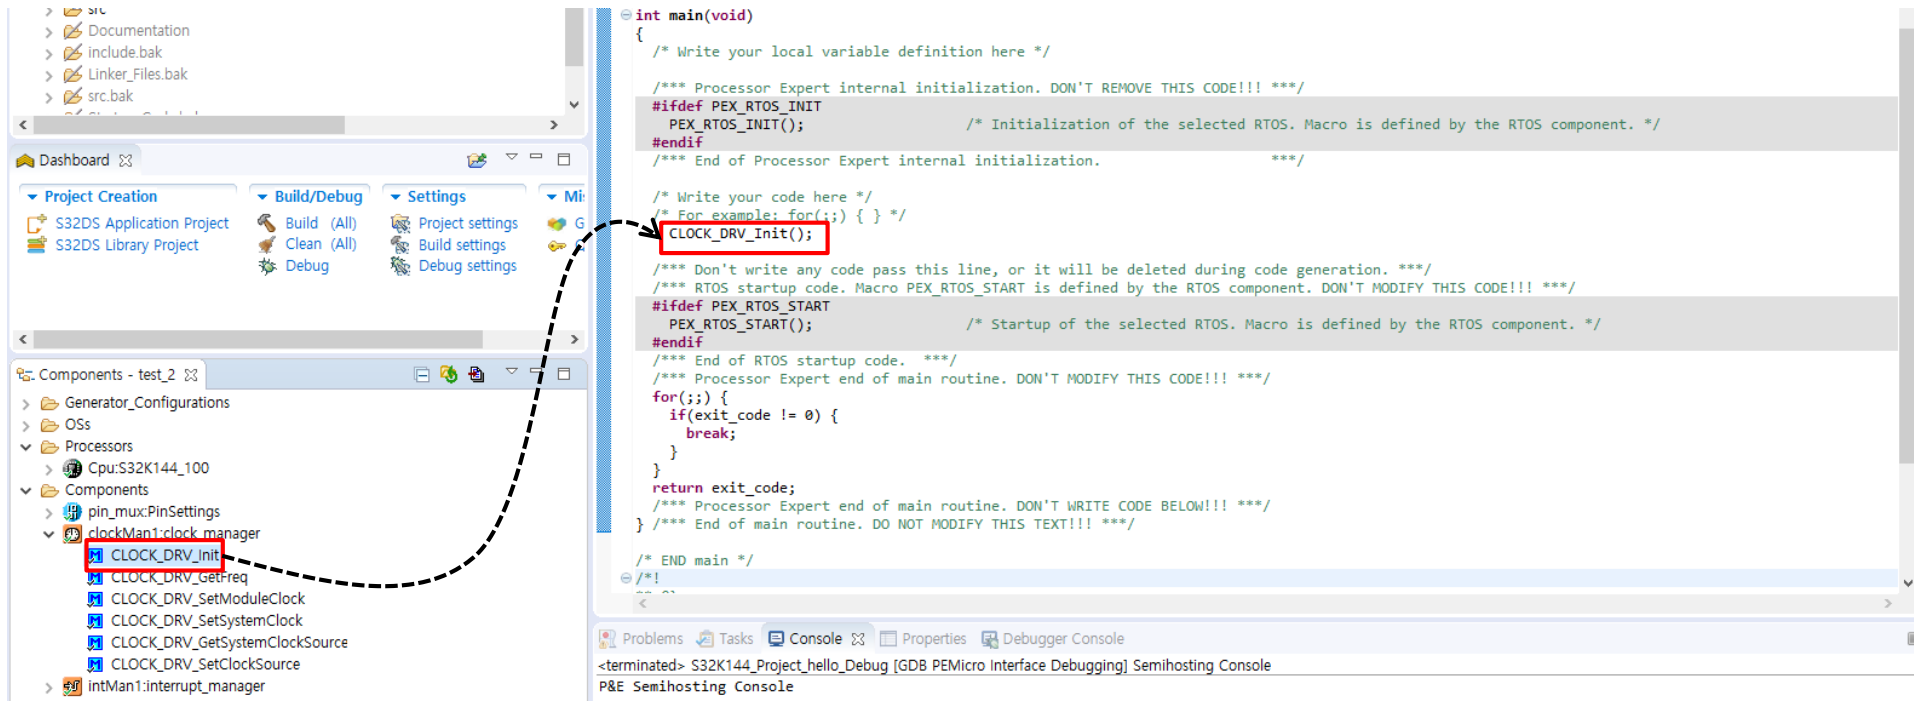 src
Documentation
include.bak
Linker_Files.bak
src.bak
Dashboard
Project Creation
S32DS Application Project
S32DS Library Project
Build/Debug
Build (All)
Clean (All)
Debug
Settings
Project settings
Build settings
Debug settings
Mi
G
Components - test_2
Generator_Configurations
OSs
Processors
Cpu:S32K144_100
Components
pin_mux:PinSettings
clockMan1:clock_manager
CLOCK_DRV_Init
CLOCK_DRV_GetFreq
CLOCK_DRV_SetModuleClock
CLOCK_DRV_SetSystemClock
CLOCK_DRV_GetSystemClockSource
CLOCK_DRV_SetClockSource
intMan1:interrupt_manager
int main(void)
{
/* Write your local variable definition here */
/*** Processor Expert internal initialization. DON'T REMOVE THIS CODE!!! ***/
#ifdef PEX_RTOS_INIT
PEX_RTOS_INIT(); /* Initialization of the selected RTOS. Macro is defined by the RTOS component. */
#endif
/*** End of Processor Expert internal initialization. ***/
/* Write your code here */
/* For example: for(;;) { } */
CLOCK_DRV_Init();
/*** Don't write any code pass this line, or it will be deleted during code generation. ***/
/*** RTOS startup code. Macro PEX_RTOS_START is defined by the RTOS component. DON'T MODIFY THIS CODE!!! ***/
#ifdef PEX_RTOS_START
PEX_RTOS_START(); /* Startup of the selected RTOS. Macro is defined by the RTOS component. */
#endif
/*** End of RTOS startup code. ***/
/*** Processor Expert end of main routine. DON'T MODIFY THIS CODE!!! ***/
for(;;) {
if(exit_code != 0) {
break;
}
}
return exit_code;
/*** Processor Expert end of main routine. DON'T WRITE CODE BELOW!!! ***/
} /*** End of main routine. DO NOT MODIFY THIS TEXT!!! ***/
/* END main */
/*!
Problems Tasks Console Properties Debugger Console
<terminated> S32K144_Project_hello_Debug [GDB PEMicro Interface Debugging] Semihosting Console
P&E Semihosting Console